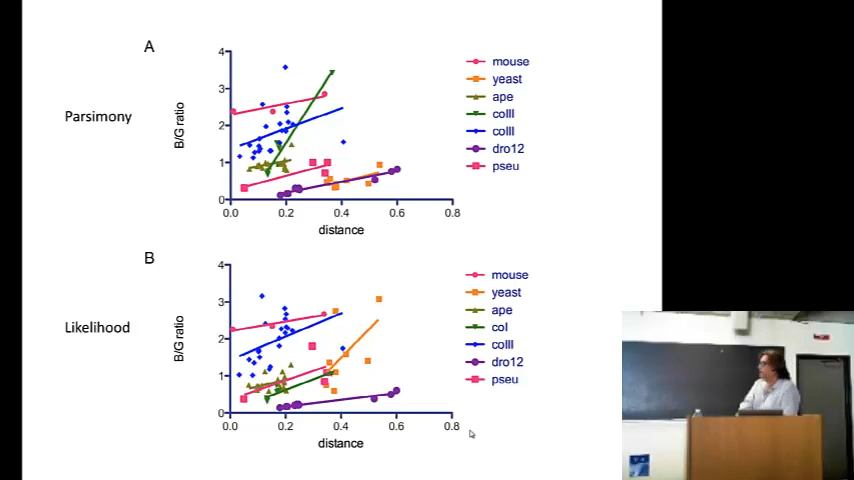 A
Parsimony
B/G ratio
4
3
2
1
0
0.0 0.2 0.4 0.6 0.8
distance
mouse
yeast
ape
colII
colII
dro12
pseu
B
Likelihood
B/G ratio
4
3
2
1
0
0.0 0.2 0.4 0.6 0.8
distance
mouse
yeast
ape
col
colII
dro12
pseu